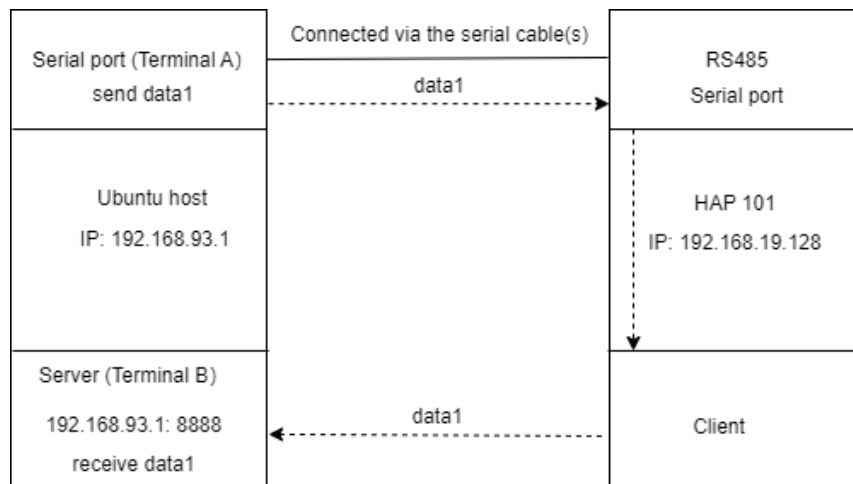 Connected via the serial cable(s)
Serial port (Terminal A)
send data1
data1
RS485
Serial port
Ubuntu host
IP: 192.168.93.1
HAP 101
IP: 192.168.19.128
Server (Terminal B)
192.168.93.1: 8888
receive data1
data1
Client